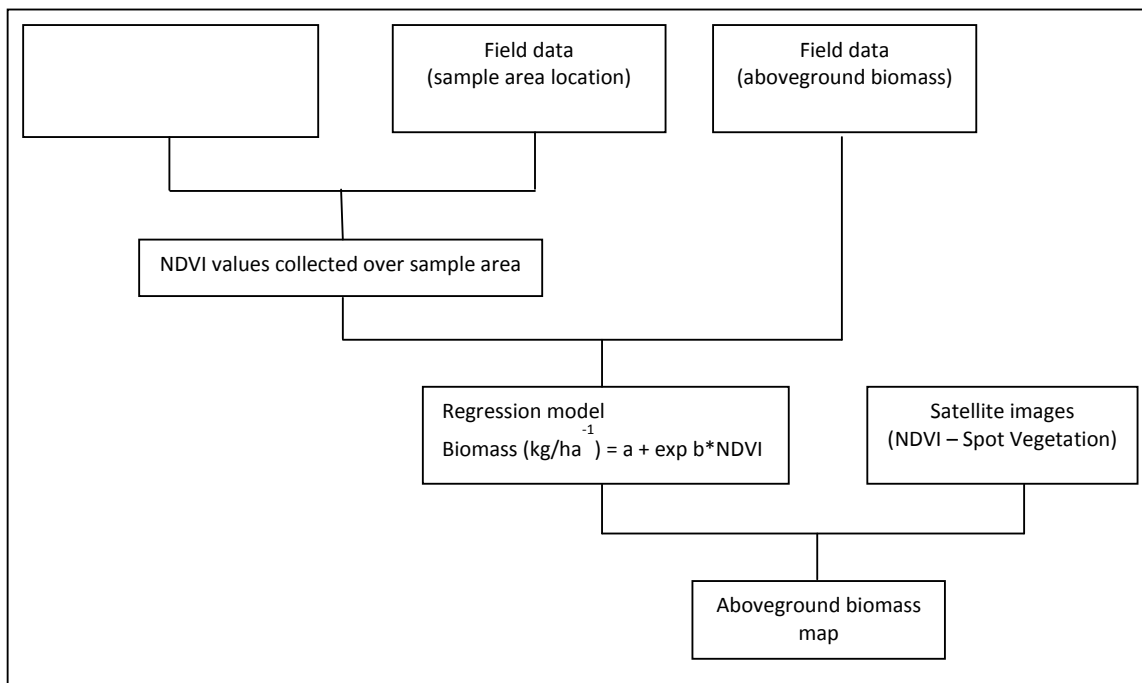 Field data
(sample area location)
Field data
(aboveground biomass)
NDVI values collected over sample area
Regression model
Biomass (kg/ha⁻¹) = a + exp b*NDVI
Satellite images
(NDVI – Spot Vegetation)
Aboveground biomass
map